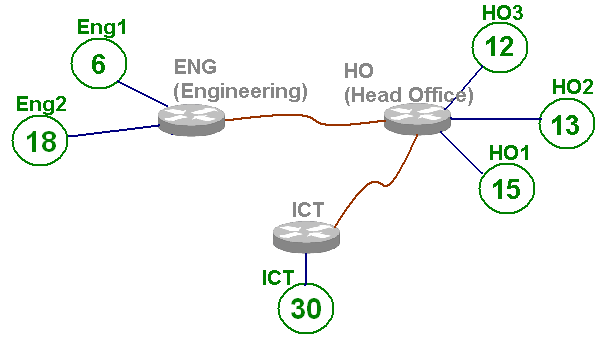 Eng1
6
Eng2
18
ENG
(Engineering)
HO
(Head Office)
HO3
12
HO2
13
HO1
15
ICT
ICT
30